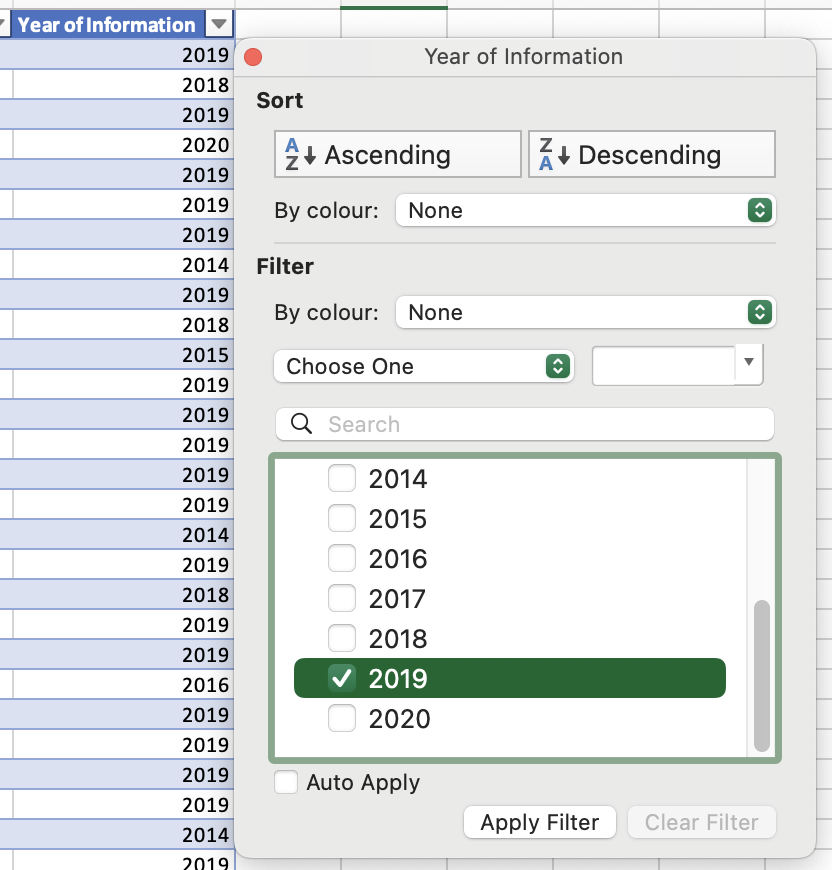 Year of Information
2019
2018
2019
2020
2019
2019
2019
2014
2019
2018
2015
2019
2019
2019
2019
2019
2014
2019
2018
2019
2019
2016
2019
2019
2019
2019
2014
2019
Year of Information
Sort
A Z Ascending
Z A Descending
By colour: None
Filter
By colour: None
Choose One
Search
2014
2015
2016
2017
2018
2019
2020
Auto Apply
Apply Filter Clear Filter